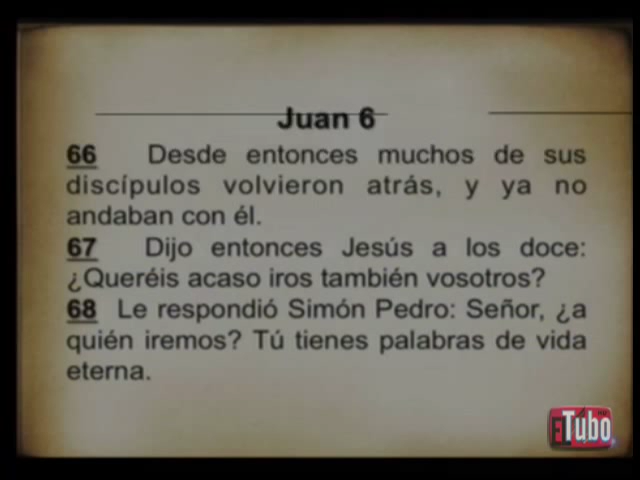 Juan 6
66 Desde entonces muchos de sus
discípulos volvieron atrás, y ya no
andaban con él.
67 Dijo entonces Jesús a los doce:
¿Queréis acaso iros también vosotros?
68 Le respondió Simón Pedro: Señor, ¿a
quién iremos? Tú tienes palabras de vida
eterna.
Tubo